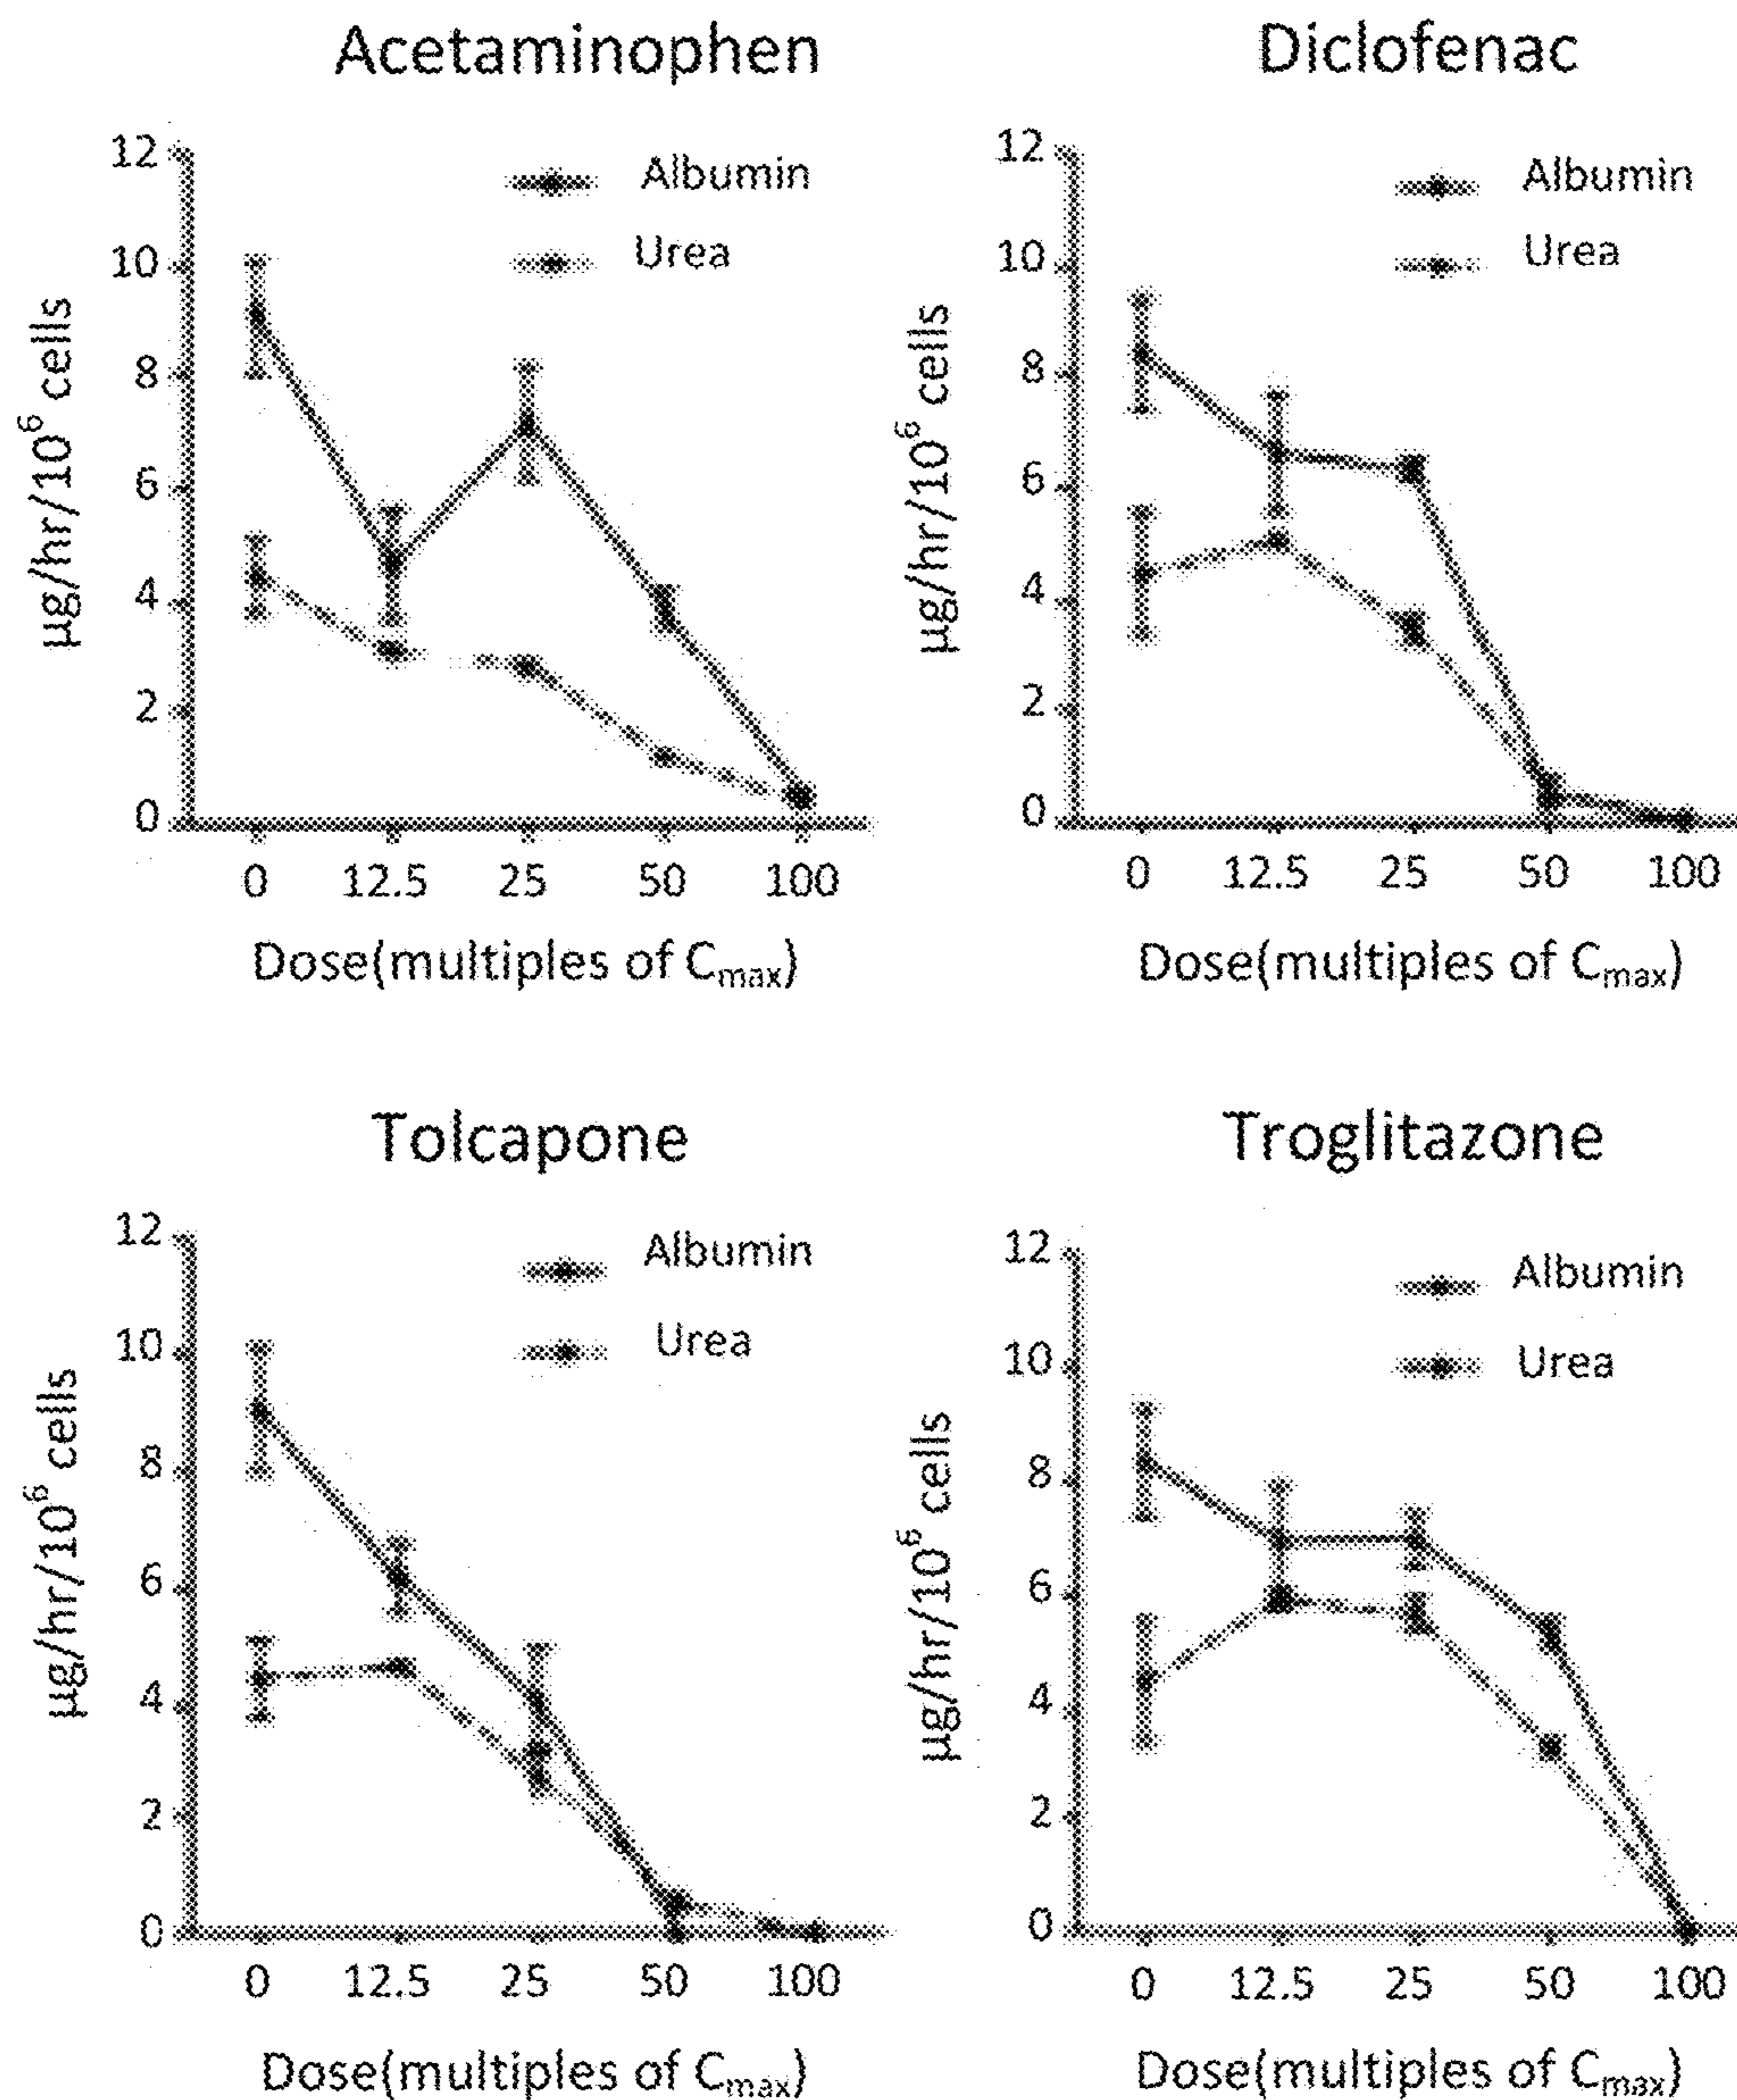 Acetaminophen
12
10
8
6
4
2
0
µg/hr/10⁶ cells
Albumin
Urea
0 12.5 25 50 100
Dose(multiples of Cmax)
Diclofenac
12
10
8
6
4
2
0
µg/hr/10⁶ cells
Albumin
Urea
0 12.5 25 50 100
Dose(multiples of Cmax)
Tolcapone
12
10
8
6
4
2
0
µg/hr/10⁶ cells
Albumin
Urea
0 12.5 25 50 100
Dose(multiples of Cmax)
Troglitazone
12
10
8
6
4
2
0
µg/hr/10⁶ cells
Albumin
Urea
0 12.5 25 50 100
Dose(multiples of Cmax)